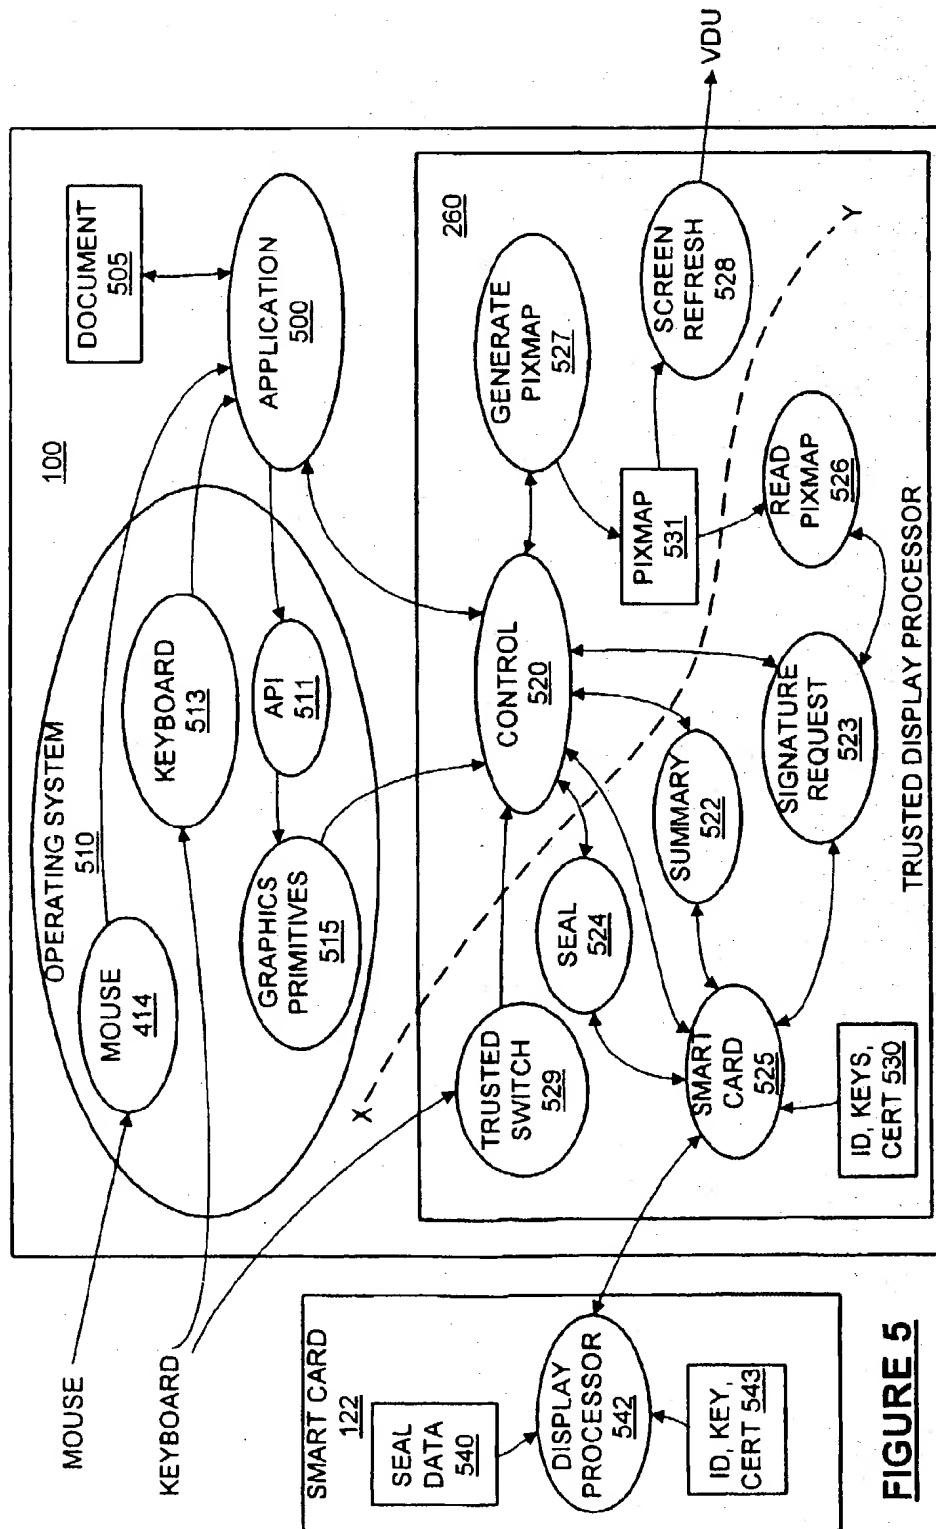 100
DOCUMENT
505
OPERATING SYSTEM
510
MOUSE
414
KEYBOARD
513
APPLICATION
500
API
511
GRAPHICS
PRIMITIVES
515
MOUSE
KEYBOARD
X
Y
260
TRUSTED
SWITCH
529
CONTROL
520
GENERATE
PIXMAP
527
SEAL
524
PIXMAP
531
SCREEN
REFRESH
528
VDU
SUMMARY
522
SMART
CARD
525
SIGNATURE
REQUEST
523
READ
PIXMAP
526
ID, KEYS,
CERT 530
TRUSTED DISPLAY PROCESSOR
SMART CARD
122
SEAL
DATA
540
DISPLAY
PROCESSOR
542
ID, KEY,
CERT 543
FIGURE 5